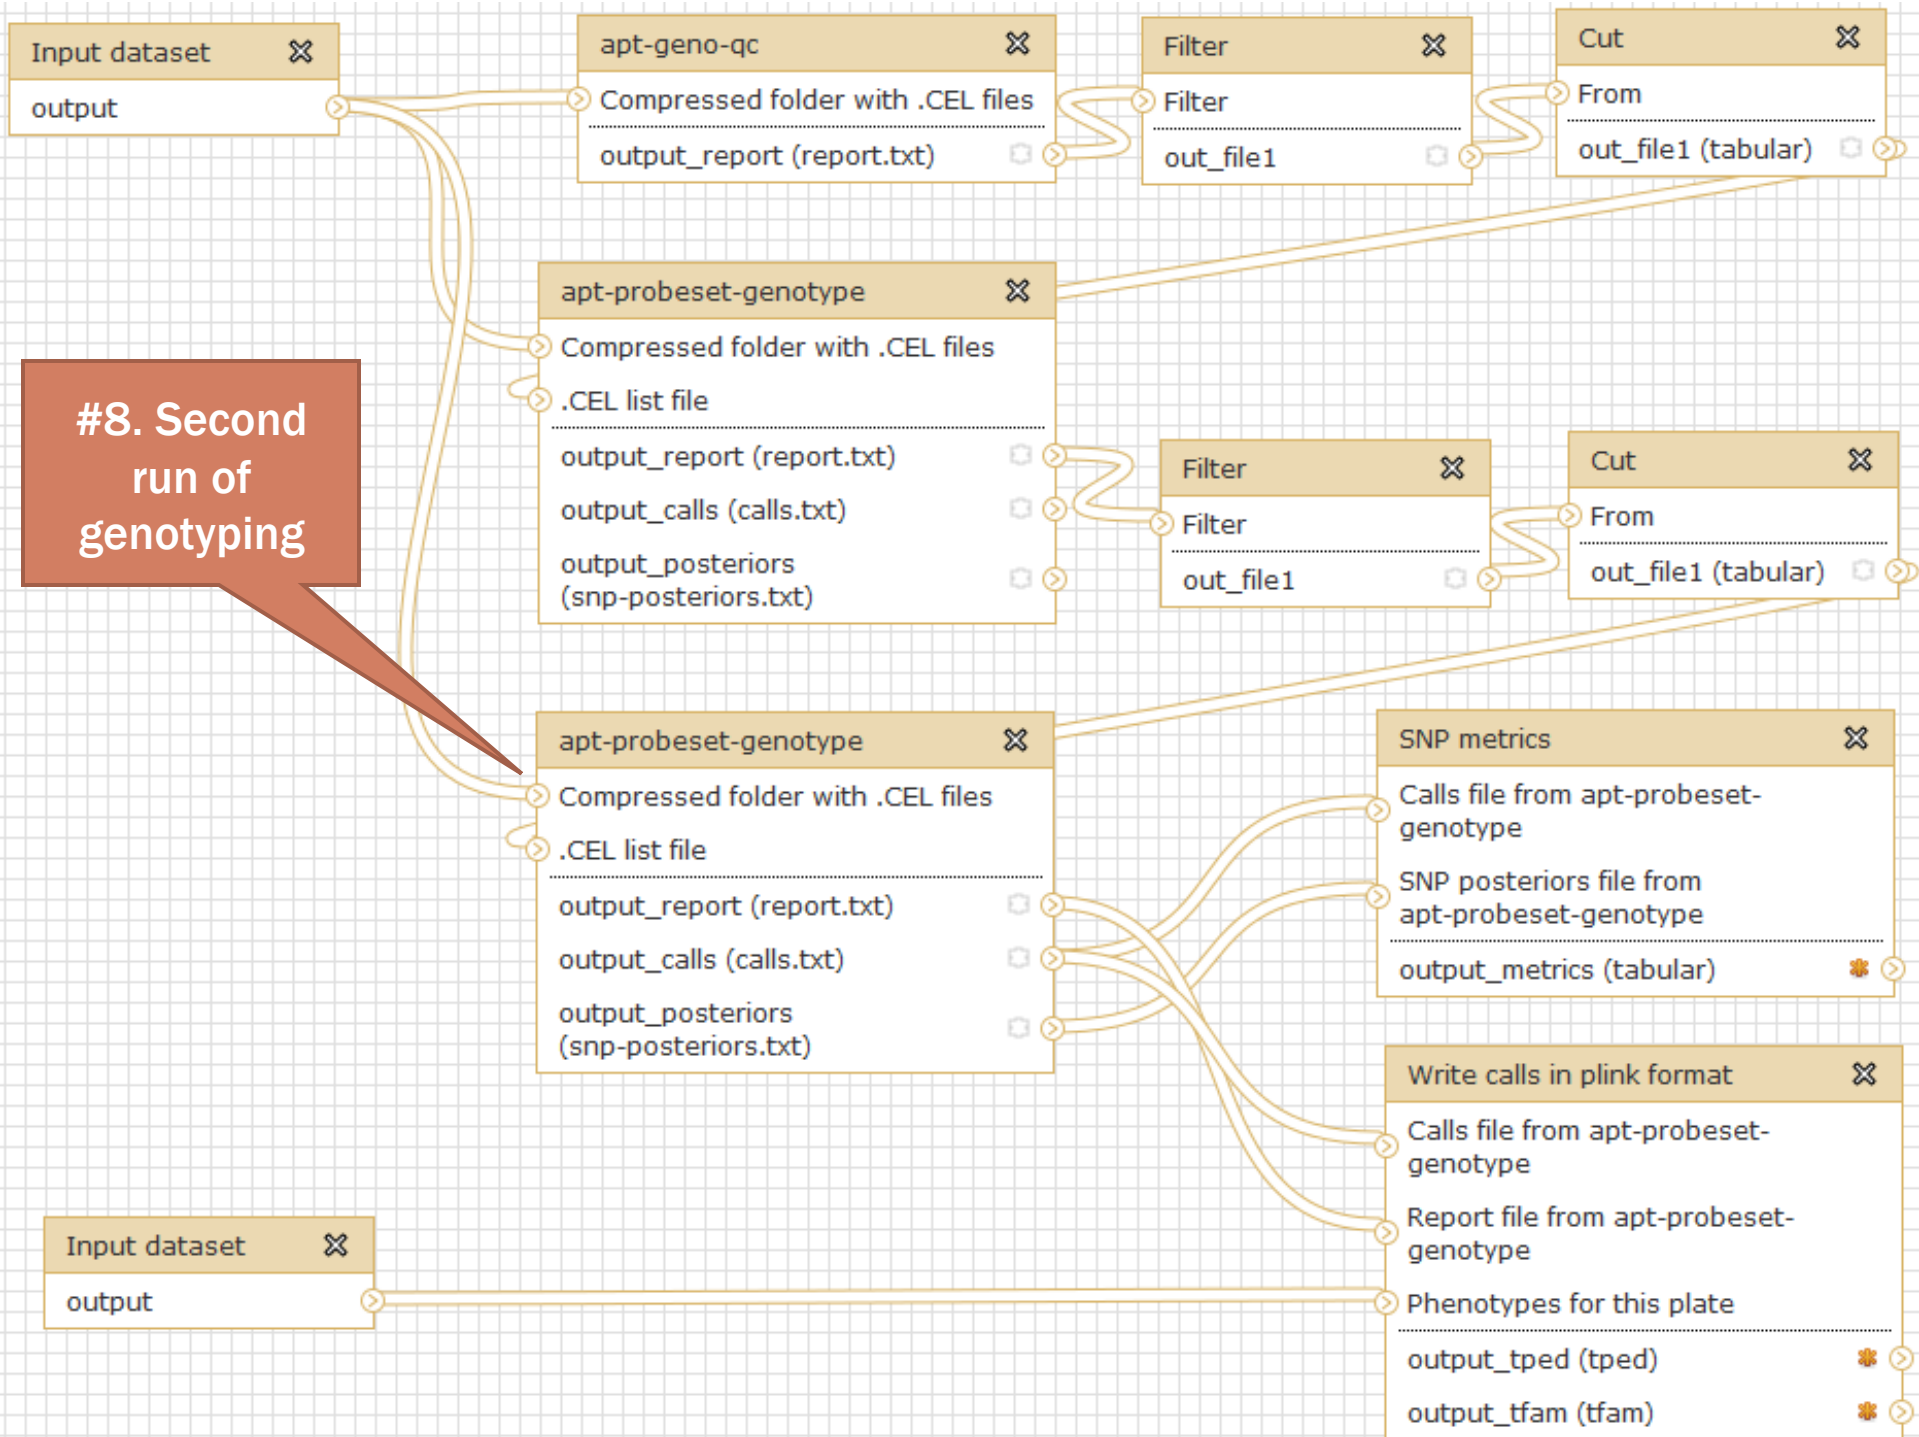 Input dataset
output
apt-geno-qc
Compressed folder with .CEL files
output_report (report.txt)
Filter
Filter
out_file1
Cut
From
out_file1 (tabular)
apt-probeset-genotype
Compressed folder with .CEL files
.CEL list file
output_report (report.txt)
output_calls (calls.txt)
output_posteriors
(snp-posteriors.txt)
#8. Second
run of
genotyping
Filter
Filter
out_file1
Cut
From
out_file1 (tabular)
apt-probeset-genotype
Compressed folder with .CEL files
.CEL list file
output_report (report.txt)
output_calls (calls.txt)
output_posteriors
(snp-posteriors.txt)
SNP metrics
Calls file from apt-probeset-
genotype
SNP posteriors file from
apt-probeset-genotype
output_metrics (tabular)
Write calls in plink format
Calls file from apt-probeset-
genotype
Report file from apt-probeset-
genotype
Phenotypes for this plate
output_tped (tped)
output_tfam (tfam)
Input dataset
output